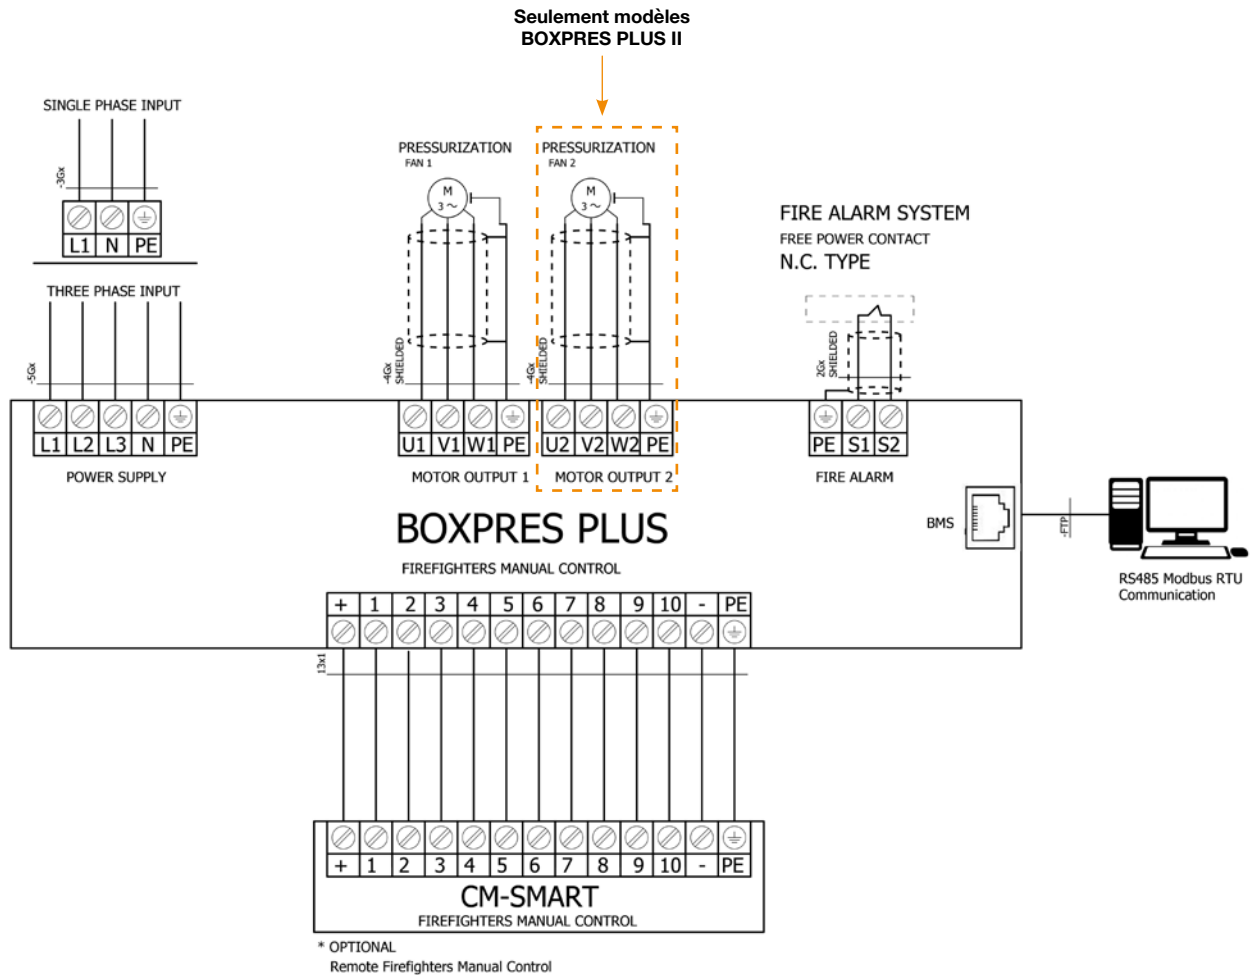 Seulement modèles
BOXPRES PLUS II
SINGLE PHASE INPUT
-3Gx
L1 N PE
THREE PHASE INPUT
-5Gx
L1 L2 L3 N PE
POWER SUPPLY
PRESSURIZATION
FAN 1
M
3~
-4Gx
SHIELDED
U1 V1 W1 PE
MOTOR OUTPUT 1
PRESSURIZATION
FAN 2
M
3~
-4Gx
SHIELDED
U2 V2 W2 PE
MOTOR OUTPUT 2
FIRE ALARM SYSTEM
FREE POWER CONTACT
N.C. TYPE
2Gx
SHIELDED
PE S1 S2
FIRE ALARM
BMS
-FTP
RS485 Modbus RTU
Communication
BOXPRES PLUS
FIREFIGHTERS MANUAL CONTROL
+ 1 2 3 4 5 6 7 8 9 10 - PE
13x1
+ 1 2 3 4 5 6 7 8 9 10 - PE
CM-SMART
FIREFIGHTERS MANUAL CONTROL
* OPTIONAL
Remote Firefighters Manual Control